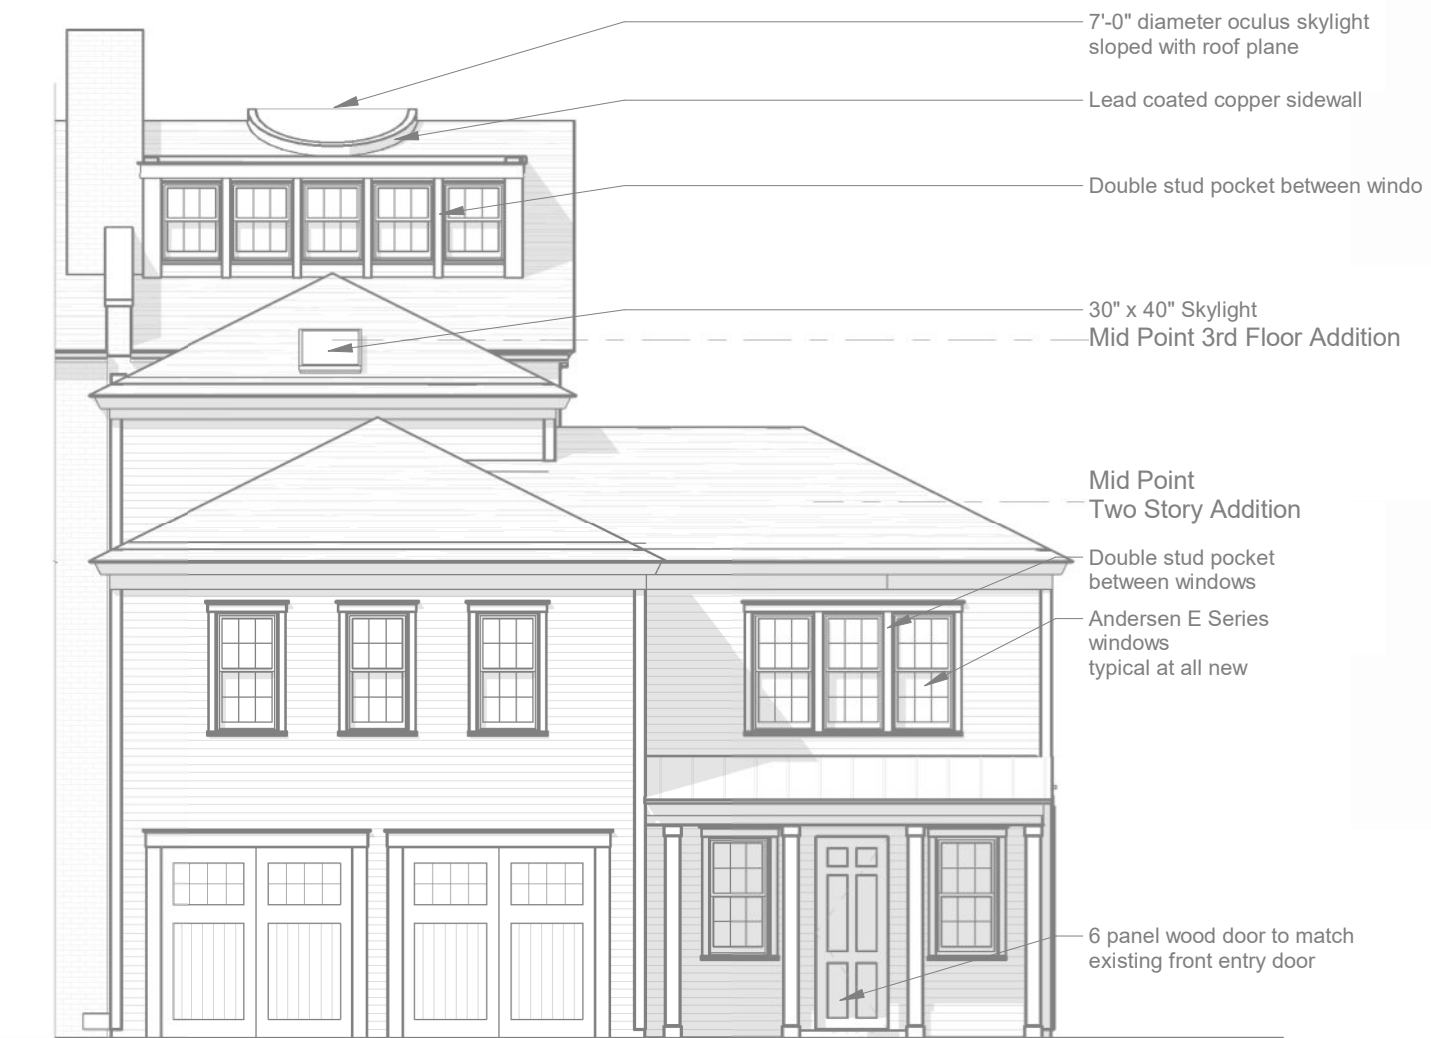 7'-0" diameter oculus skylight
sloped with roof plane
Lead coated copper sidewall
Double stud pocket between windo
30" x 40" Skylight
Mid Point 3rd Floor Addition
Mid Point
Two Story Addition
Double stud pocket
between windows
Andersen E Series
windows
typical at all new
6 panel wood door to match
existing front entry door